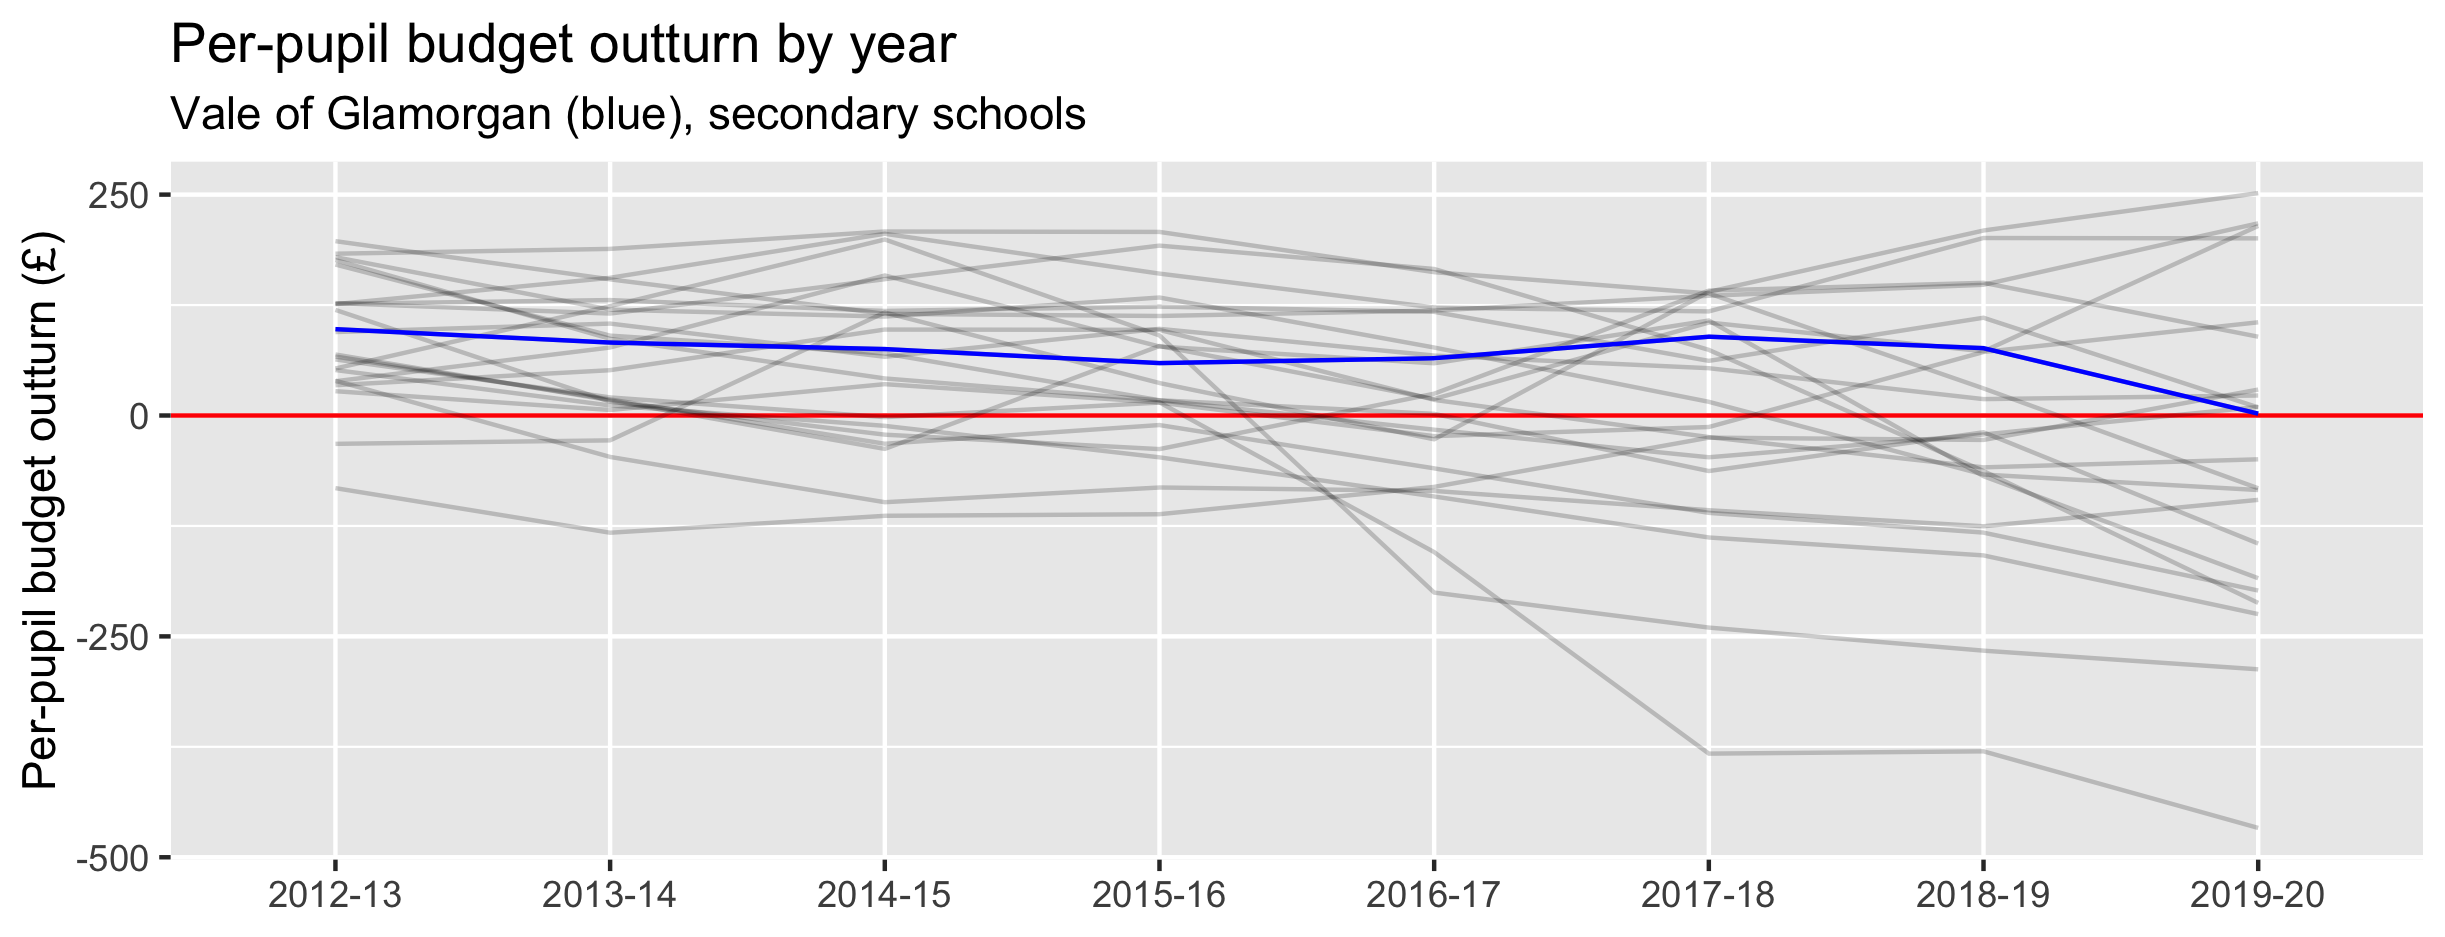 Per-pupil budget outturn by year
Vale of Glamorgan (blue), secondary schools
Per-pupil budget outturn (£)
250
0
-250
-500
2012-13 2013-14 2014-15 2015-16 2016-17 2017-18 2018-19 2019-20